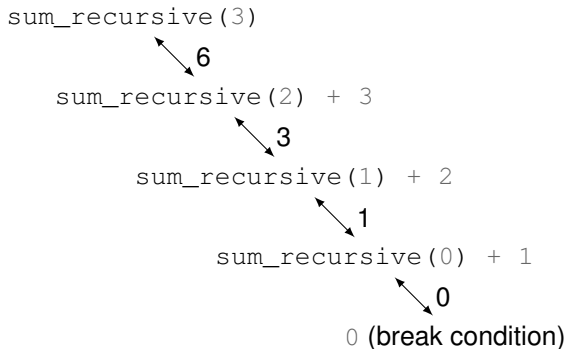 sum_recursive(3)
6
sum_recursive(2) + 3
3
sum_recursive(1) + 2
1
sum_recursive(0) + 1
0
0 (break condition)